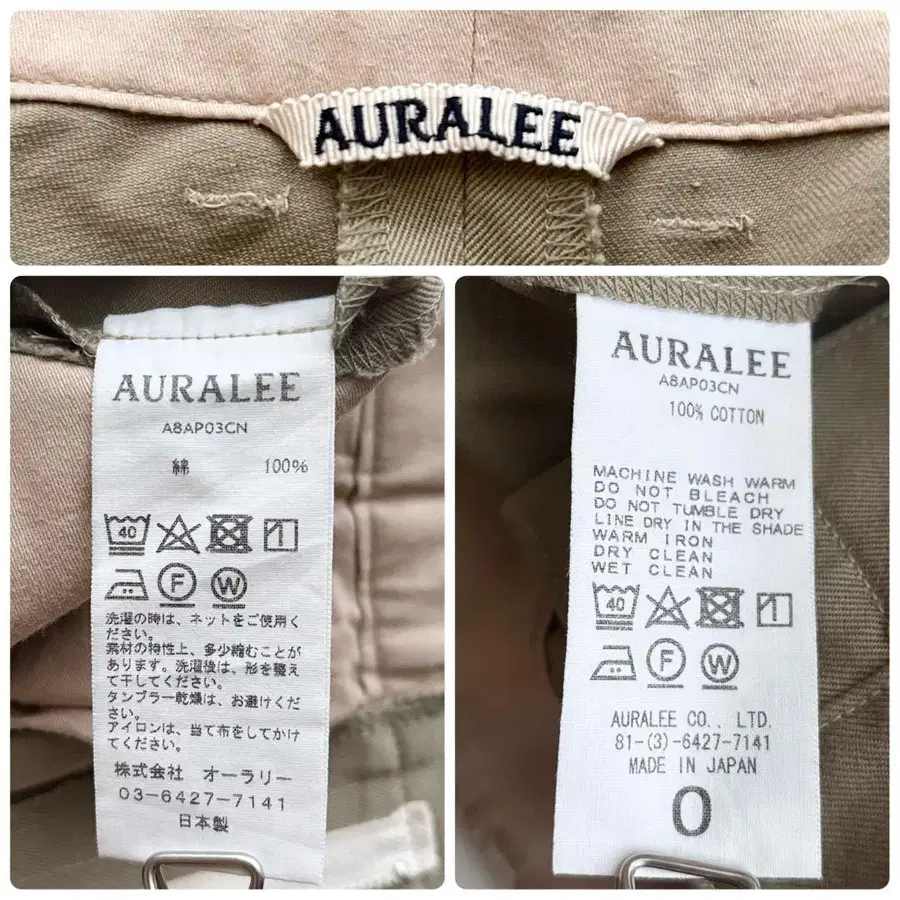 AURALEE
AURALEE
A8AP03CN
綿 100%
40
F W
洗濯の時は、ネットをご使用く
ださい。
素材の特性上、多少縮むことが
あります。洗濯後は、形を整え
て干してください。
タンブラー乾燥は、お避けくだ
さい。
アイロンは、当て布をしてかけ
てください。
株式会社 オーラリー
03-6427-7141
日本製
AURALEE
A8AP03CN
100% COTTON
MACHINE WASH WARM
DO NOT BLEACH
DO NOT TUMBLE DRY
LINE DRY IN THE SHADE
WARM IRON
DRY CLEAN
WET CLEAN
40
F W
AURALEE CO., LTD.
81-(3)-6427-7141
MADE IN JAPAN
0